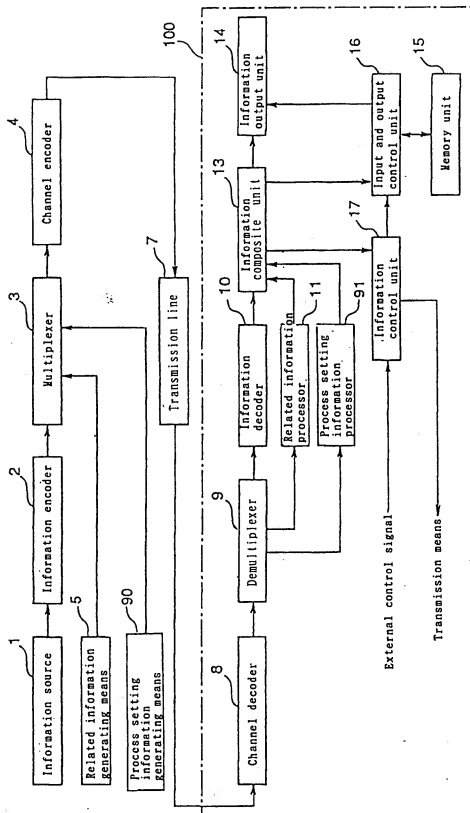 1
Information source
2
Information encoder
3
Multiplexer
4
Channel encoder
5
Related information
generating means
90
Process setting
information
generating means
7
Transmission line
100
8
Channel decoder
9
Demultiplexer
10
Information
decoder
11
Related information
processor
91
Process setting
information
processor
13
Information
composite unit
14
Information
output unit
17
Information
control unit
16
Input and output
control unit
15
Memory unit
External control signal
Transmission means